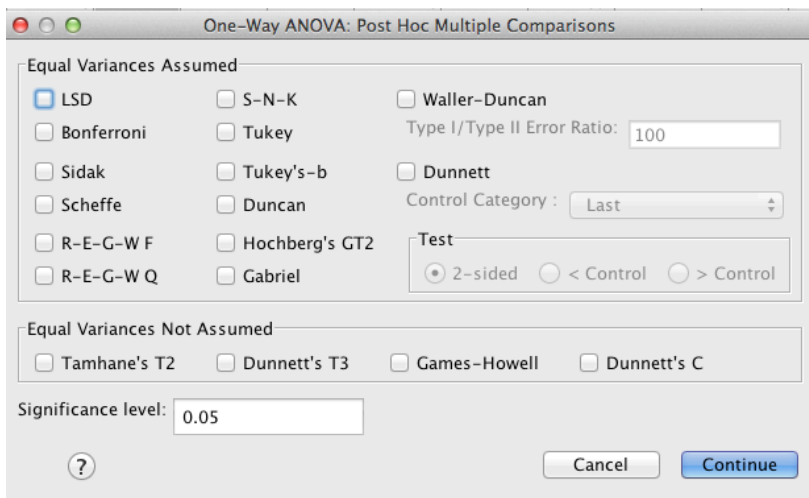 One-Way ANOVA: Post Hoc Multiple Comparisons
Equal Variances Assumed
LSD
S-N-K
Waller-Duncan
Bonferroni
Tukey
Type I/Type II Error Ratio: 100
Sidak
Tukey's-b
Dunnett
Scheffe
Duncan
Control Category : Last
R-E-G-W F
Hochberg's GT2
Test
R-E-G-W Q
Gabriel
2-sided < Control > Control
Equal Variances Not Assumed
Tamhane's T2 Dunnett's T3 Games-Howell Dunnett's C
Significance level: 0.05
? Cancel Continue